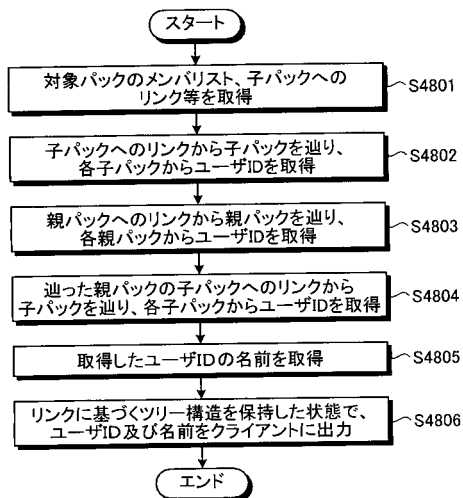 スタート
対象パックのメンバリスト、子パックへの
リンク等を取得
S4801
子パックへのリンクから子パックを辿り、
各子パックからユーザIDを取得
S4802
親パックへのリンクから親パックを辿り、
各親パックからユーザIDを取得
S4803
辿った親パックの子パックへのリンクから
子パックを辿り、各子パックからユーザIDを取得
S4804
取得したユーザIDの名前を取得
S4805
リンクに基づくツリー構造を保持した状態で、
ユーザID及び名前をクライアントに出力
S4806
エンド